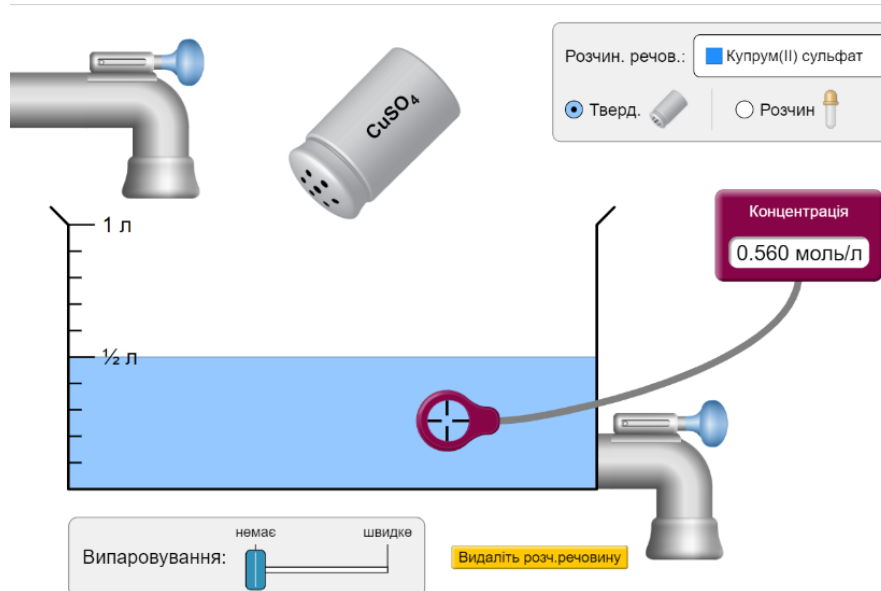 Розчин. речов.:
Купрум(II) сульфат
Тверд.
Розчин
CuSO₄
Концентрація
0.560 моль/л
1 л
½ л
немає
швидке
Випаровування:
Видаліть розч.речовину